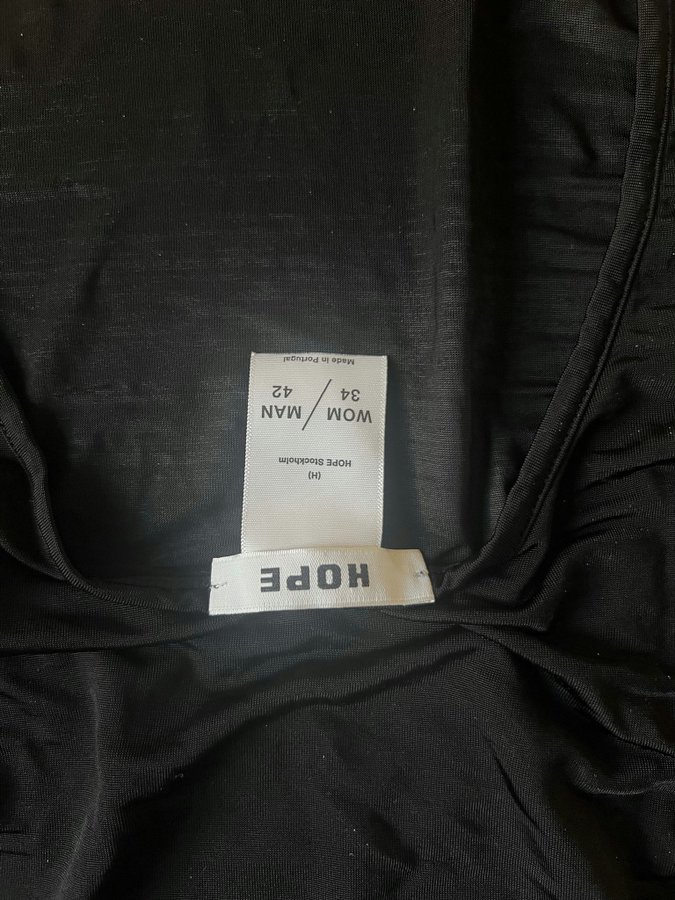 HOPE
(H)
HOPE Stockholm
WOM / MAN
34 / 42
Made in Portugal